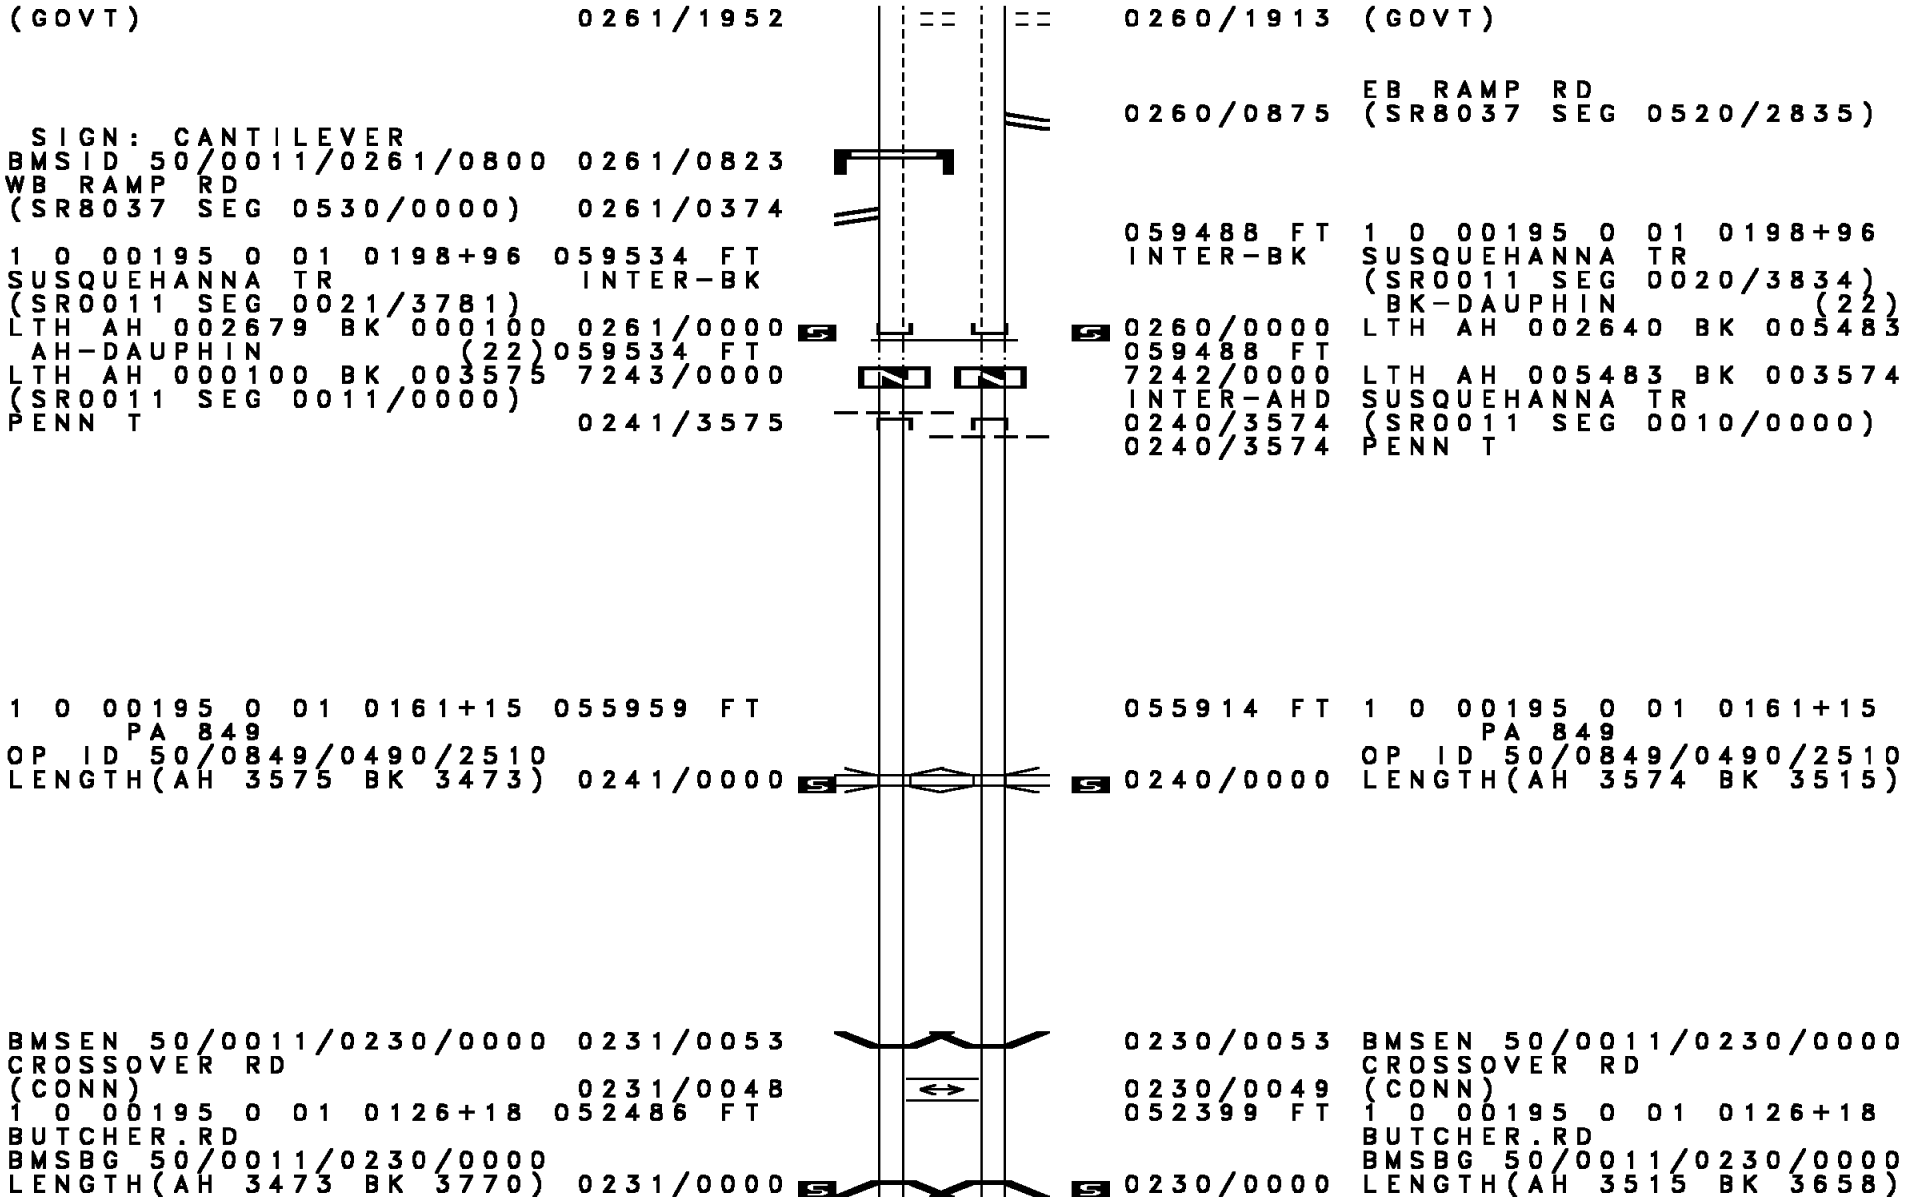 (GOVT) 0261/1952
SIGN: CANTILEVER
BMSID 50/0011/0261/0800 0261/0823
WB RAMP RD
(SR8037 SEG 0530/0000) 0261/0374
1 0 00195 0 01 0198+96 059534 FT
SUSQUEHANNA TR INTER-BK
(SR0011 SEG 0021/3781)
LTH AH 002679 BK 000100 0261/0000 S
AH-DAUPHIN (22)059534 FT
LTH AH 000100 BK 003575 7243/0000
(SR0011 SEG 0011/0000)
PENN T 0241/3575
1 0 00195 0 01 0161+15 055959 FT
PA 849
OP ID 50/0849/0490/2510
LENGTH(AH 3575 BK 3473) 0241/0000 S
BMSEN 50/0011/0230/0000 0231/0053
CROSSOVER RD
(CONN) 0231/0048
1 0 00195 0 01 0126+18 052486 FT
BUTCHER.RD
BMSBG 50/0011/0230/0000
LENGTH(AH 3473 BK 3770) 0231/0000 S
0260/1913 (GOVT)
EB RAMP RD
0260/0875 (SR8037 SEG 0520/2835)
059488 FT 1 0 00195 0 01 0198+96
INTER-BK SUSQUEHANNA TR
(SR0011 SEG 0020/3834)
BK-DAUPHIN (22)
S 0260/0000 LTH AH 002640 BK 005483
059488 FT
7242/0000 LTH AH 005483 BK 003574
INTER-AHD SUSQUEHANNA TR
0240/3574 (SR0011 SEG 0010/0000)
0240/3574 PENN T
055914 FT 1 0 00195 0 01 0161+15
PA 849
OP ID 50/0849/0490/2510
S 0240/0000 LENGTH(AH 3574 BK 3515)
0230/0053 BMSEN 50/0011/0230/0000
CROSSOVER RD
0230/0049 (CONN)
052399 FT 1 0 00195 0 01 0126+18
BUTCHER.RD
BMSBG 50/0011/0230/0000
S 0230/0000 LENGTH(AH 3515 BK 3658)